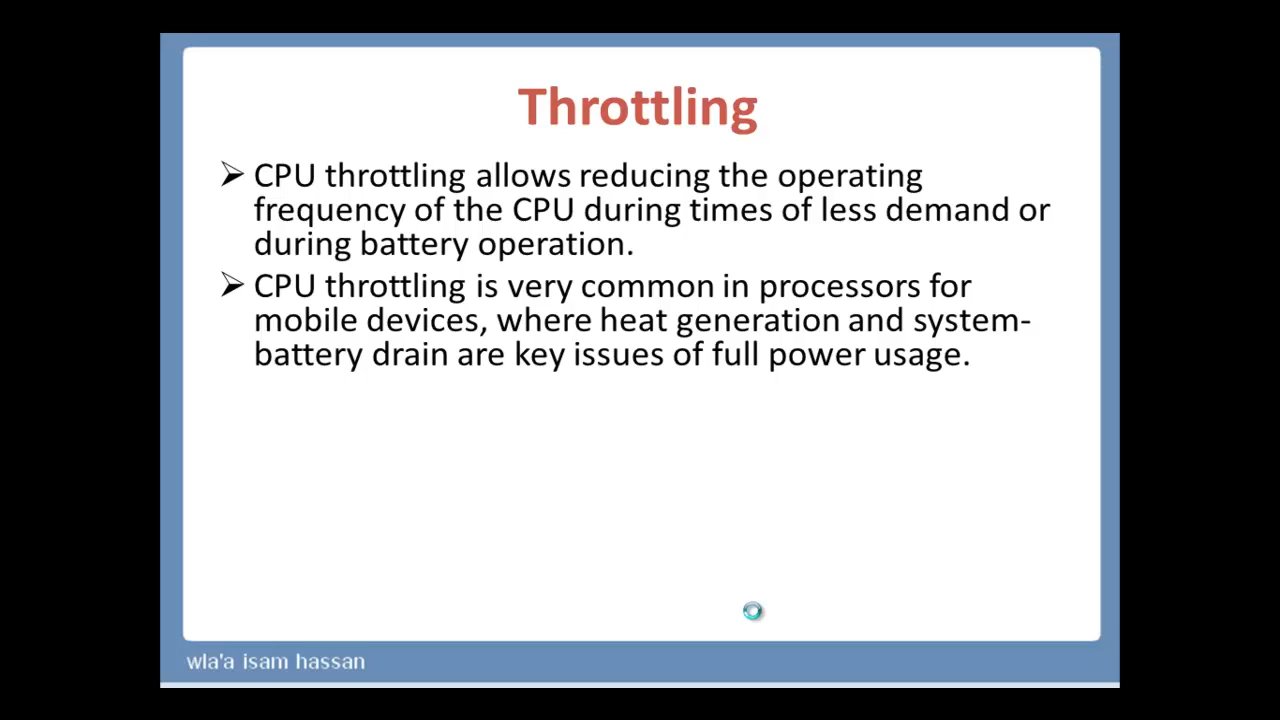 Throttling
CPU throttling allows reducing the operating
frequency of the CPU during times of less demand or
during battery operation.
CPU throttling is very common in processors for
mobile devices, where heat generation and system-
battery drain are key issues of full power usage.
wla'a isam hassan